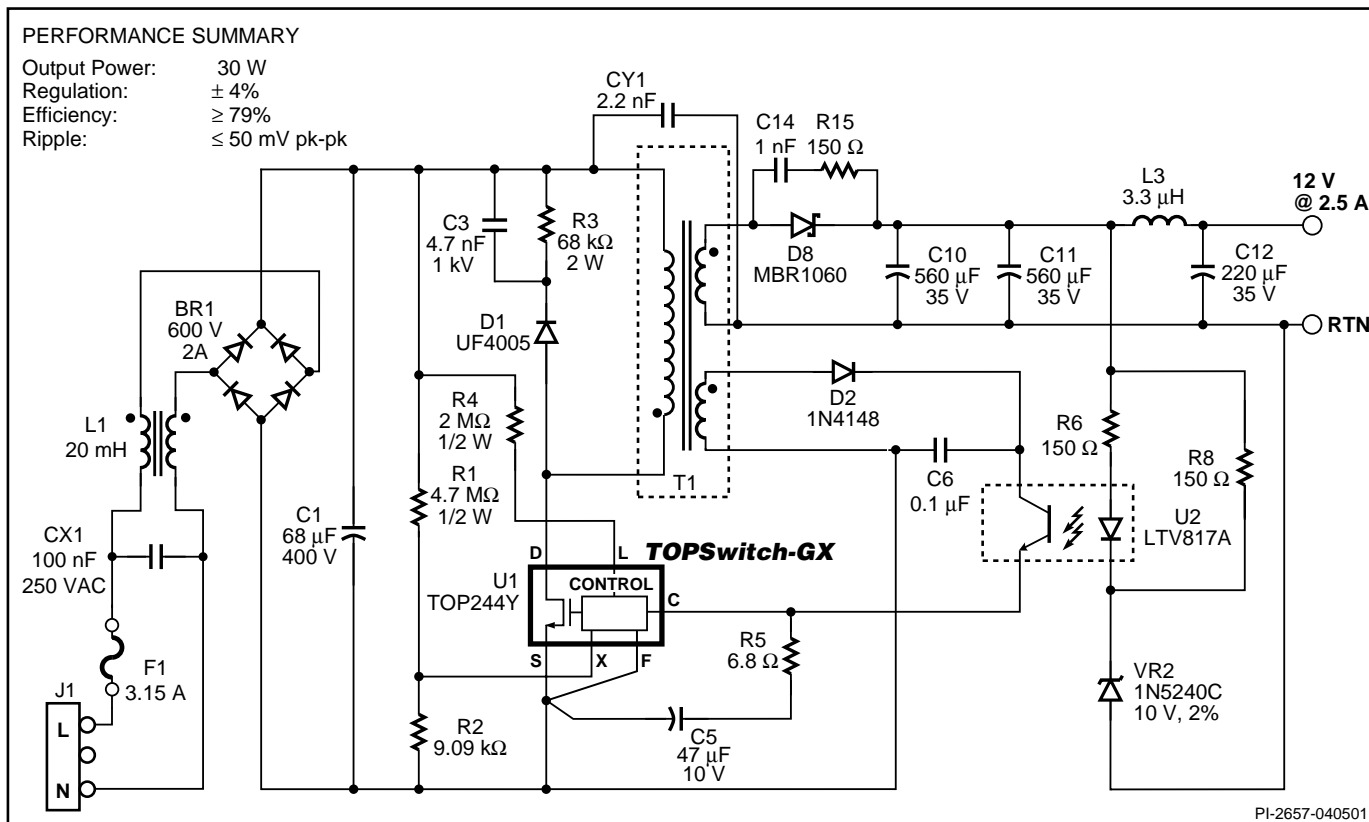 PERFORMANCE SUMMARY
Output Power: 30 W
Regulation: ± 4%
Efficiency: ≥ 79%
Ripple: ≤ 50 mV pk-pk
CY1
2.2 nF
C14
1 nF
R15
150 Ω
L3
3.3 µH
12 V
@ 2.5 A
C3
4.7 nF
1 kV
R3
68 kΩ
2 W
D8
MBR1060
C10
560 µF
35 V
C11
560 µF
35 V
C12
220 µF
35 V
BR1
600 V
2A
D1
UF4005
RTN
D2
1N4148
R4
2 MΩ
1/2 W
L1
20 mH
R6
150 Ω
R8
150 Ω
R1
4.7 MΩ
1/2 W
T1
C6
0.1 µF
C1
68 µF
400 V
CX1
100 nF
250 VAC
U2
LTV817A
D
L
TOPSwitch-GX
U1
TOP244Y
CONTROL
C
S
X
F
R5
6.8 Ω
F1
3.15 A
VR2
1N5240C
10 V, 2%
J1
L
N
R2
9.09 kΩ
C5
47 µF
10 V
PI-2657-040501